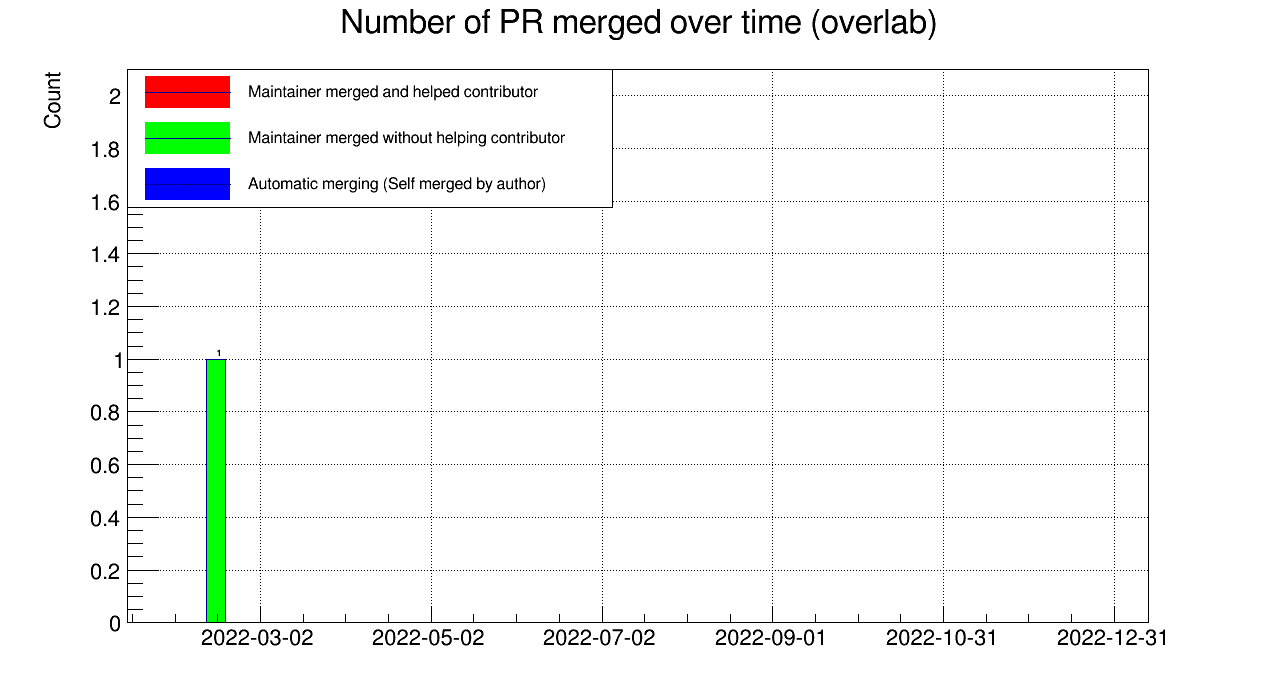 Number of PR merged over time (overlab)
Count
Maintainer merged and helped contributor
Maintainer merged without helping contributor
Automatic merging (Self merged by author)
2
1.8
1.6
1.4
1.2
1
0.8
0.6
0.4
0.2
0
1
2022-03-02 2022-05-02 2022-07-02 2022-09-01 2022-10-31 2022-12-31